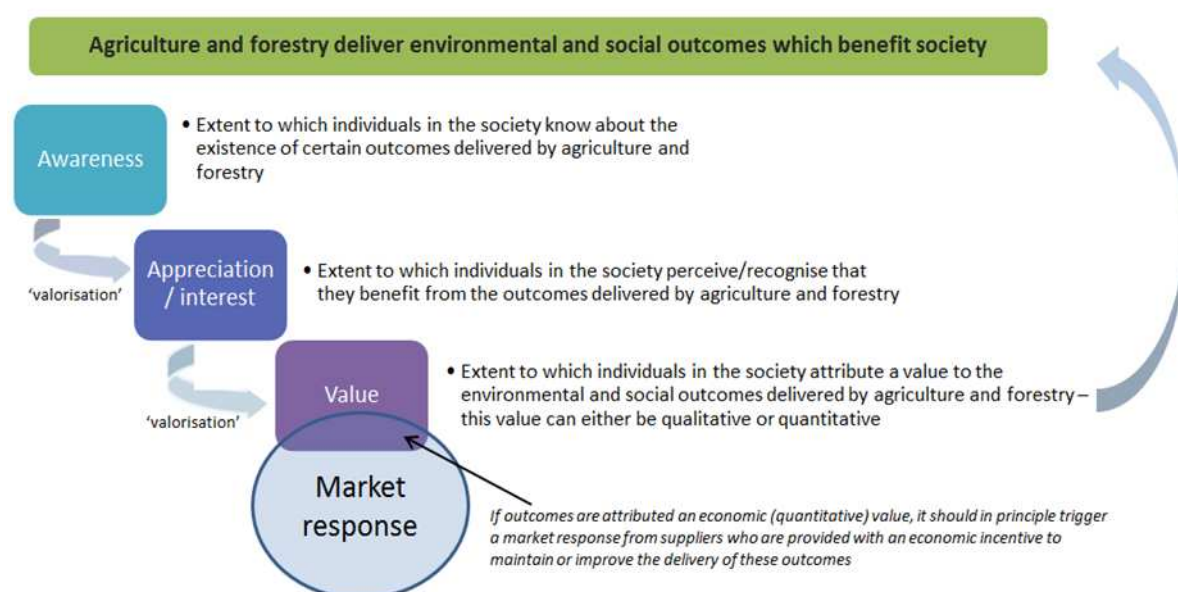 Agriculture and forestry deliver environmental and social outcomes which benefit society
Awareness
• Extent to which individuals in the society know about the
existence of certain outcomes delivered by agriculture and
forestry
'valorisation'
Appreciation
/ interest
• Extent to which individuals in the society perceive/recognise that
they benefit from the outcomes delivered by agriculture and forestry
'valorisation'
Value
• Extent to which individuals in the society attribute a value to the
environmental and social outcomes delivered by agriculture and forestry –
this value can either be qualitative or quantitative
Market
response
If outcomes are attributed an economic (quantitative) value, it should in principle trigger
a market response from suppliers who are provided with an economic incentive to
maintain or improve the delivery of these outcomes